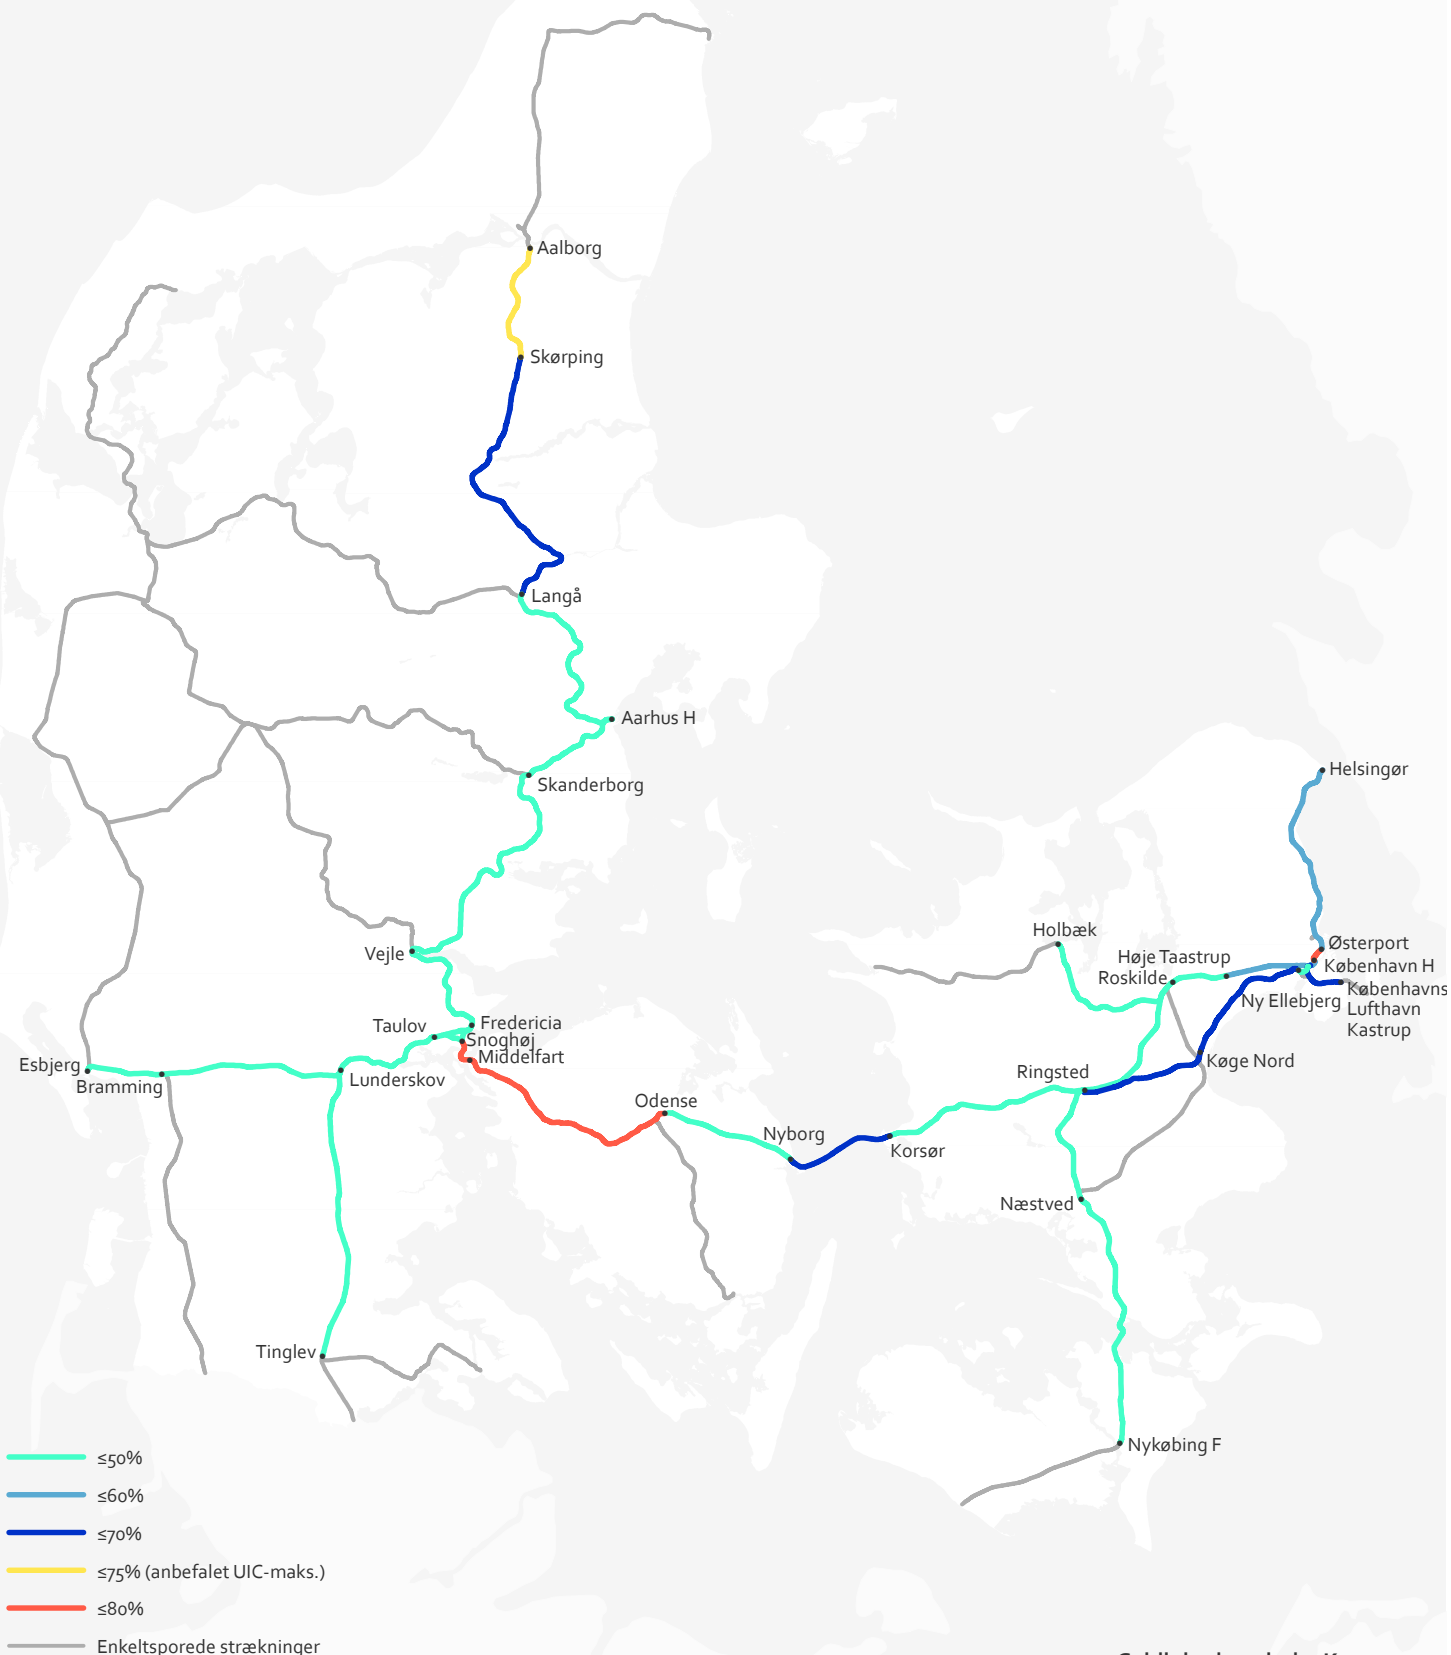 Aalborg
Skørping
Langå
Aarhus H
Skanderborg
Helsingør
Holbæk
Østerport
Høje Taastrup
København H
Roskilde
Vejle
Københavns
Ny Ellebjerg
Lufthavn
Kastrup
Taulov
Fredericia
Snoghøj
Middelfart
Køge Nord
Esbjerg
Bramming
Lunderskov
Ringsted
Odense
Nyborg
Korsør
Næstved
Tinglev
Nykøbing F
≤50%
≤60%
≤70%
≤75% (anbefalet UIC-maks.)
≤80%
Enkeltsporede strækninger